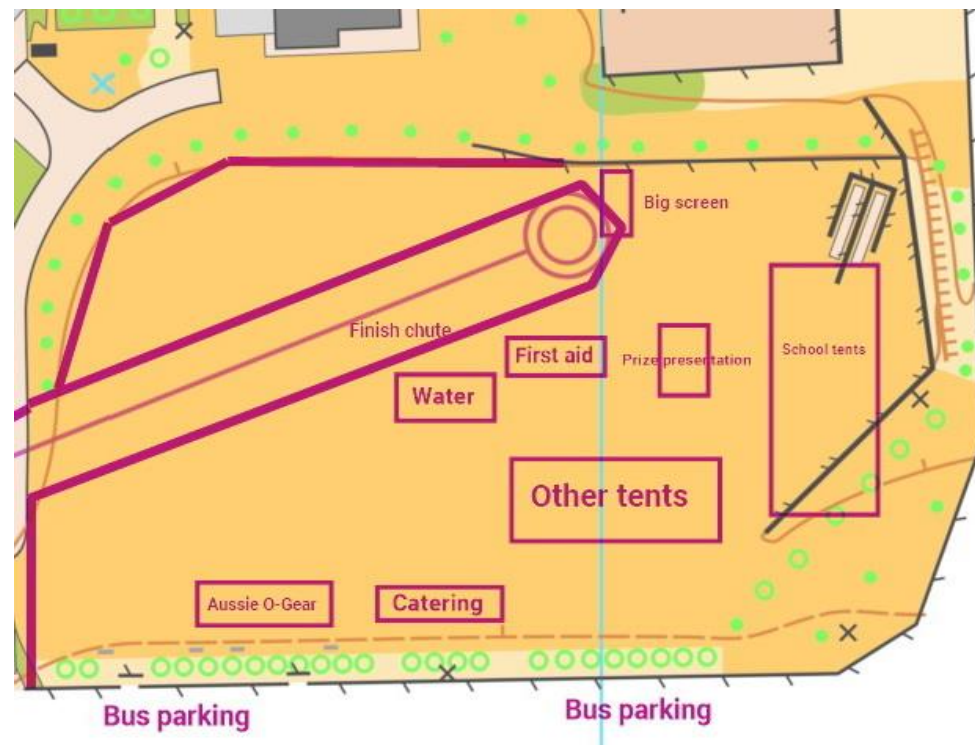 Big screen
Finish chute
First aid
Prize presentation
School tents
Water
Other tents
Aussie O-Gear
Catering
Bus parking
Bus parking